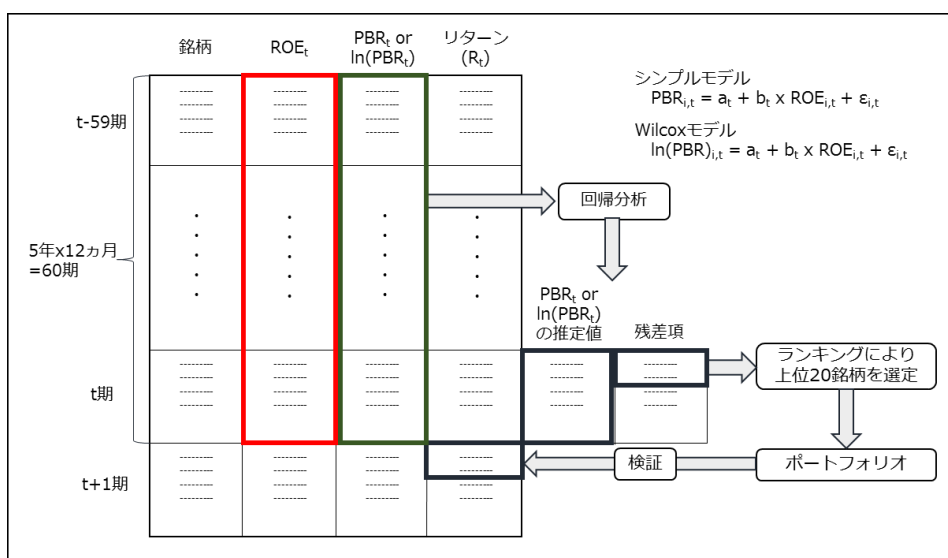 銘柄
ROEt
PBRt or
ln(PBRt)
リターン
(Rt)
シンプルモデル
PBRi,t = at + bt x ROEi,t + εi,t
Wilcoxモデル
ln(PBR)i,t = at + bt x ROEi,t + εi,t
t-59期
回帰分析
5年x12ヵ月
=60期
PBRt or
ln(PBRt)
の推定値
残差項
ランキングにより
上位20銘柄を選定
t期
検証
ポートフォリオ
t+1期